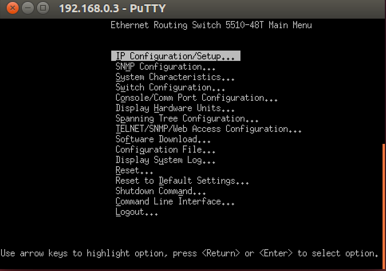 192.168.0.3 - PuTTY
Ethernet Routing Switch 5510-48T Main Menu
IP Configuration/Setup...
SNMP Configuration...
System Characteristics...
Switch Configuration...
Console/Comm Port Configuration...
Display Hardware Units...
Spanning Tree Configuration...
TELNET/SNMP/Web Access Configuration...
Software Download...
Configuration File...
Display System Log...
Reset...
Reset to Default Settings...
Shutdown Command...
Command Line Interface...
Logout...
Use arrow keys to highlight option, press <Return> or <Enter> to select option.